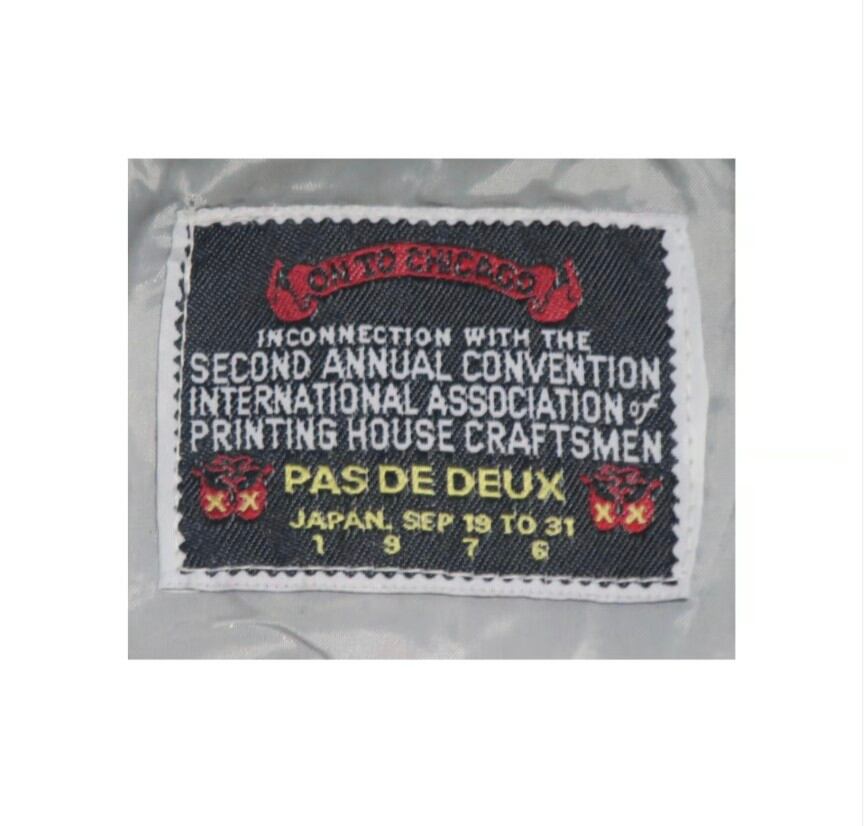 ON TO CHICAGO
INCONNECTION WITH THE
SECOND ANNUAL CONVENTION
INTERNATIONAL ASSOCIATION of
PRINTING HOUSE CRAFTSMEN
PAS DE DEUX
X X X X
JAPAN. SEP 19 TO 31
1 9 7 6